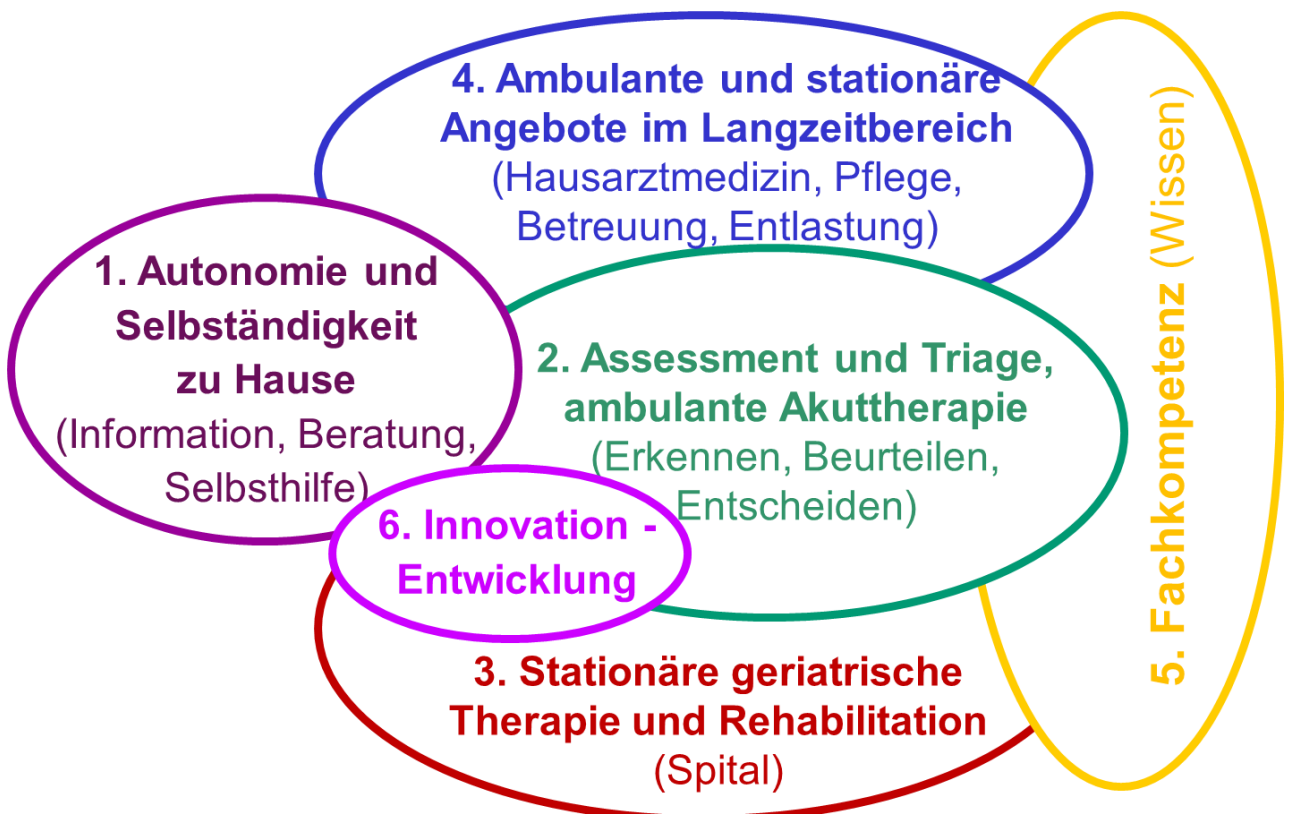 4. Ambulante und stationäre
Angebote im Langzeitbereich
(Hausarztmedizin, Pflege,
Betreuung, Entlastung)
1. Autonomie und
Selbständigkeit
zu Hause
(Information, Beratung,
Selbsthilfe)
2. Assessment und Triage,
ambulante Akuttherapie
(Erkennen, Beurteilen,
Entscheiden)
6. Innovation -
Entwicklung
3. Stationäre geriatrische
Therapie und Rehabilitation
(Spital)
5. Fachkompetenz (Wissen)